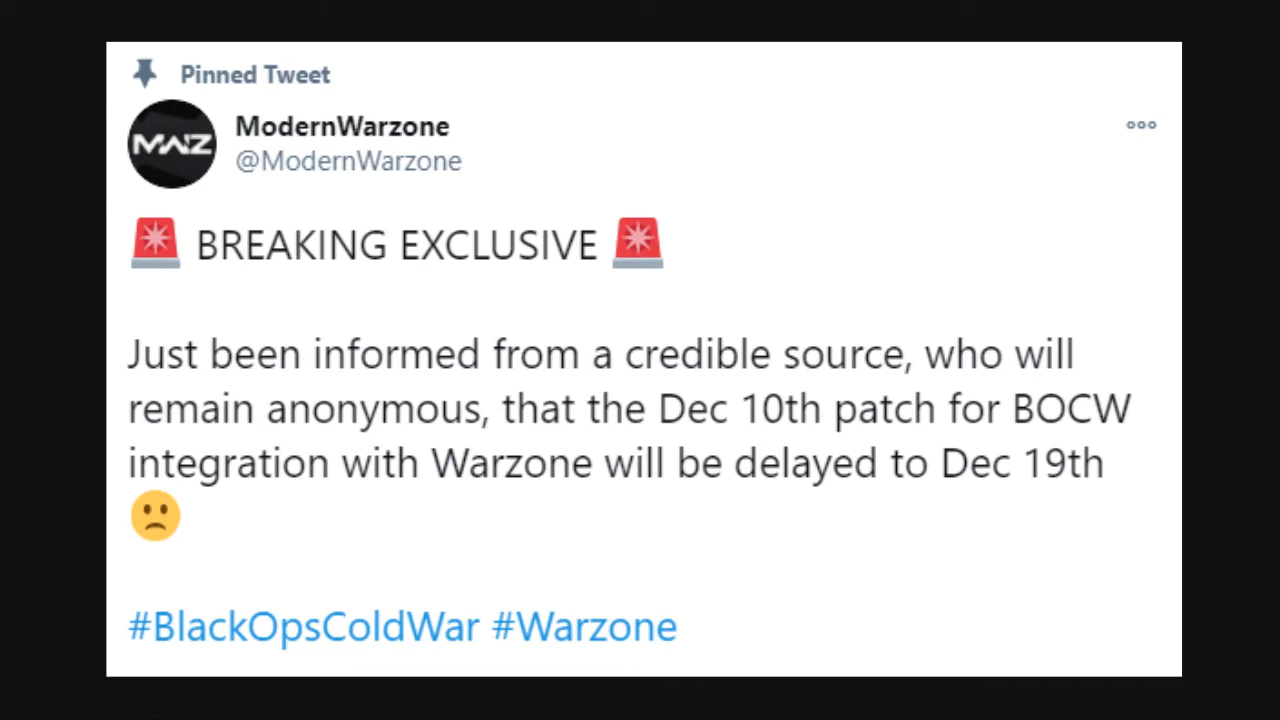 Pinned Tweet
MWZ
ModernWarzone
@ModernWarzone
🚨 BREAKING EXCLUSIVE 🚨
Just been informed from a credible source, who will
remain anonymous, that the Dec 10th patch for BOCW
integration with Warzone will be delayed to Dec 19th
🙁
#BlackOpsColdWar #Warzone